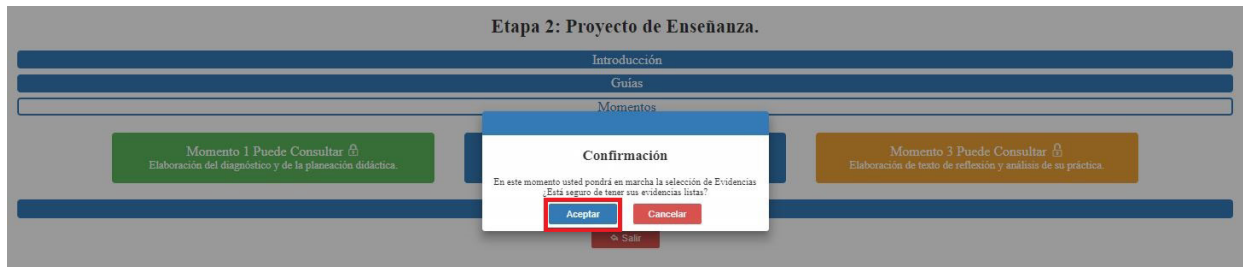 Etapa 2: Proyecto de Enseñanza.
Introducción
Guías
Momentos
Momento 1 Puede Consultar
Elaboración del diagnóstico y de la planeación didáctica.
Confirmación
En este momento usted pondrá en marcha la selección de Evidencias
¿Está seguro de tener sus evidencias listas?
Aceptar
Cancelar
Momento 3 Puede Consultar
Elaboración de texto de reflexión y análisis de su práctica.
Salir